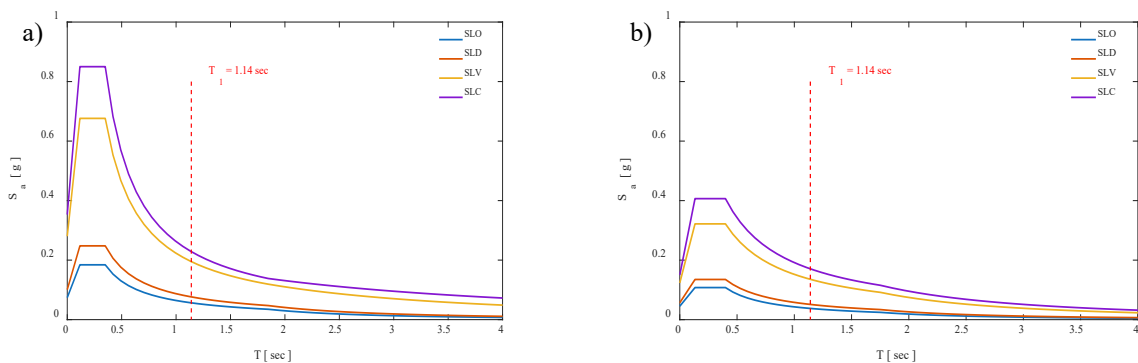 a)
1
0.8
0.6
0.4
0.2
0
S a [ g ]
0 0.5 1 1.5 2 2.5 3 3.5 4
T [ sec ]
T 1 = 1.14 sec
SLO
SLD
SLV
SLC
b)
1
0.8
0.6
0.4
0.2
0
S a [ g ]
0 0.5 1 1.5 2 2.5 3 3.5 4
T [ sec ]
T 1 = 1.14 sec
SLO
SLD
SLV
SLC